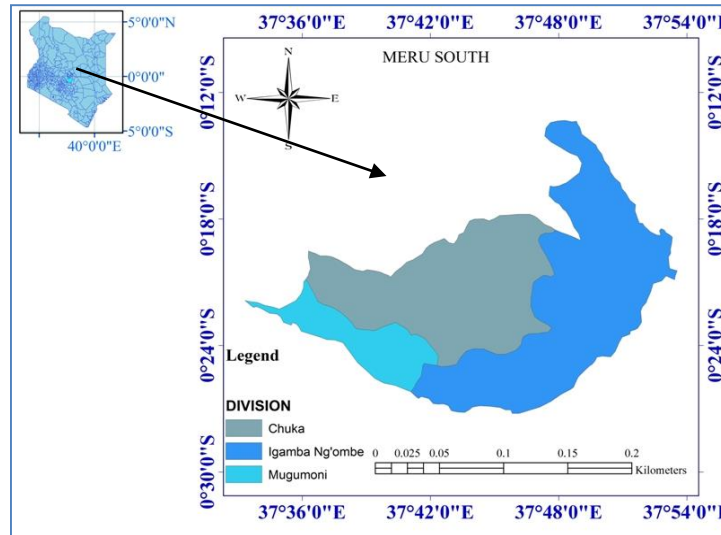 5°0'0"N
0°0'0"
5°0'0"S
40°0'0"E
37°36'0"E 37°42'0"E 37°48'0"E 37°54'0"E
MERU SOUTH
N
W E
S
0°12'0"S 0°12'0"S
0°18'0"S 0°18'0"S
0°24'0"S 0°24'0"S
0°30'0"S 0°30'0"S
Legend
DIVISION
Chuka
Igamba Ng'ombe
Mugumoni
0 0.025 0.05 0.1 0.15 0.2
Kilometers
37°36'0"E 37°42'0"E 37°48'0"E 37°54'0"E